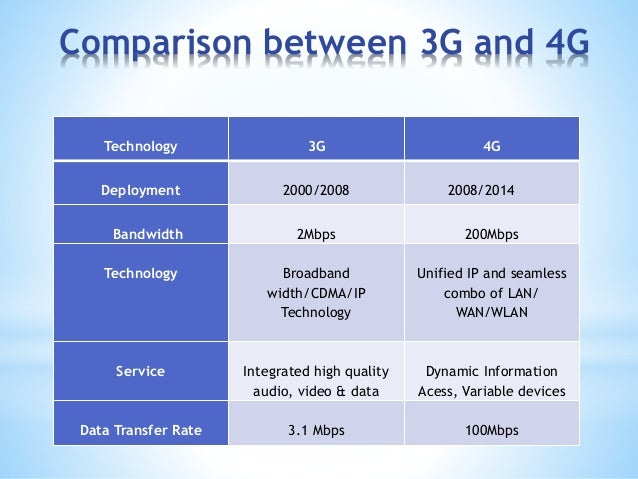 Comparison between 3G and 4G
Technology 3G 4G
Deployment 2000/2008 2008/2014
Bandwidth 2Mbps 200Mbps
Technology Broadband Unified IP and seamless
width/CDMA/IP combo of LAN/
Technology WAN/WLAN
Service Integrated high quality Dynamic Information
audio, video & data Acess, Variable devices
Data Transfer Rate 3.1 Mbps 100Mbps